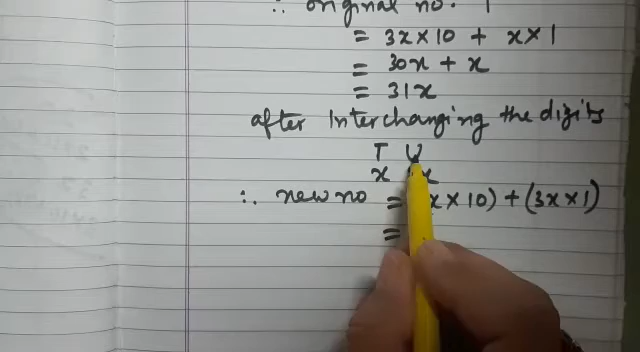 ∴ original no.
= 3x×10 + x×1
= 30x + x
= 31x
after Interchanging the digits
T U
x x
∴ new no = x×10) + (3x×1)
=